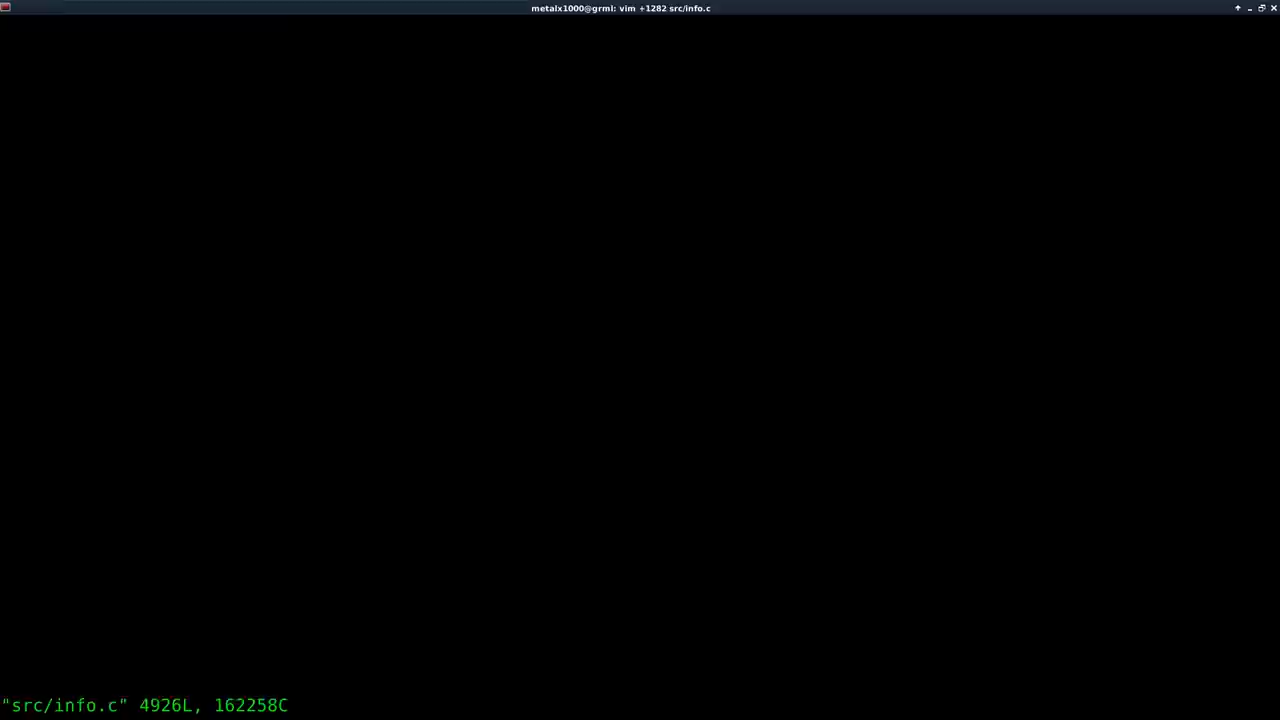 metalx1000@grml: vim +1282 src/info.c
"src/info.c" 4926L, 162258C